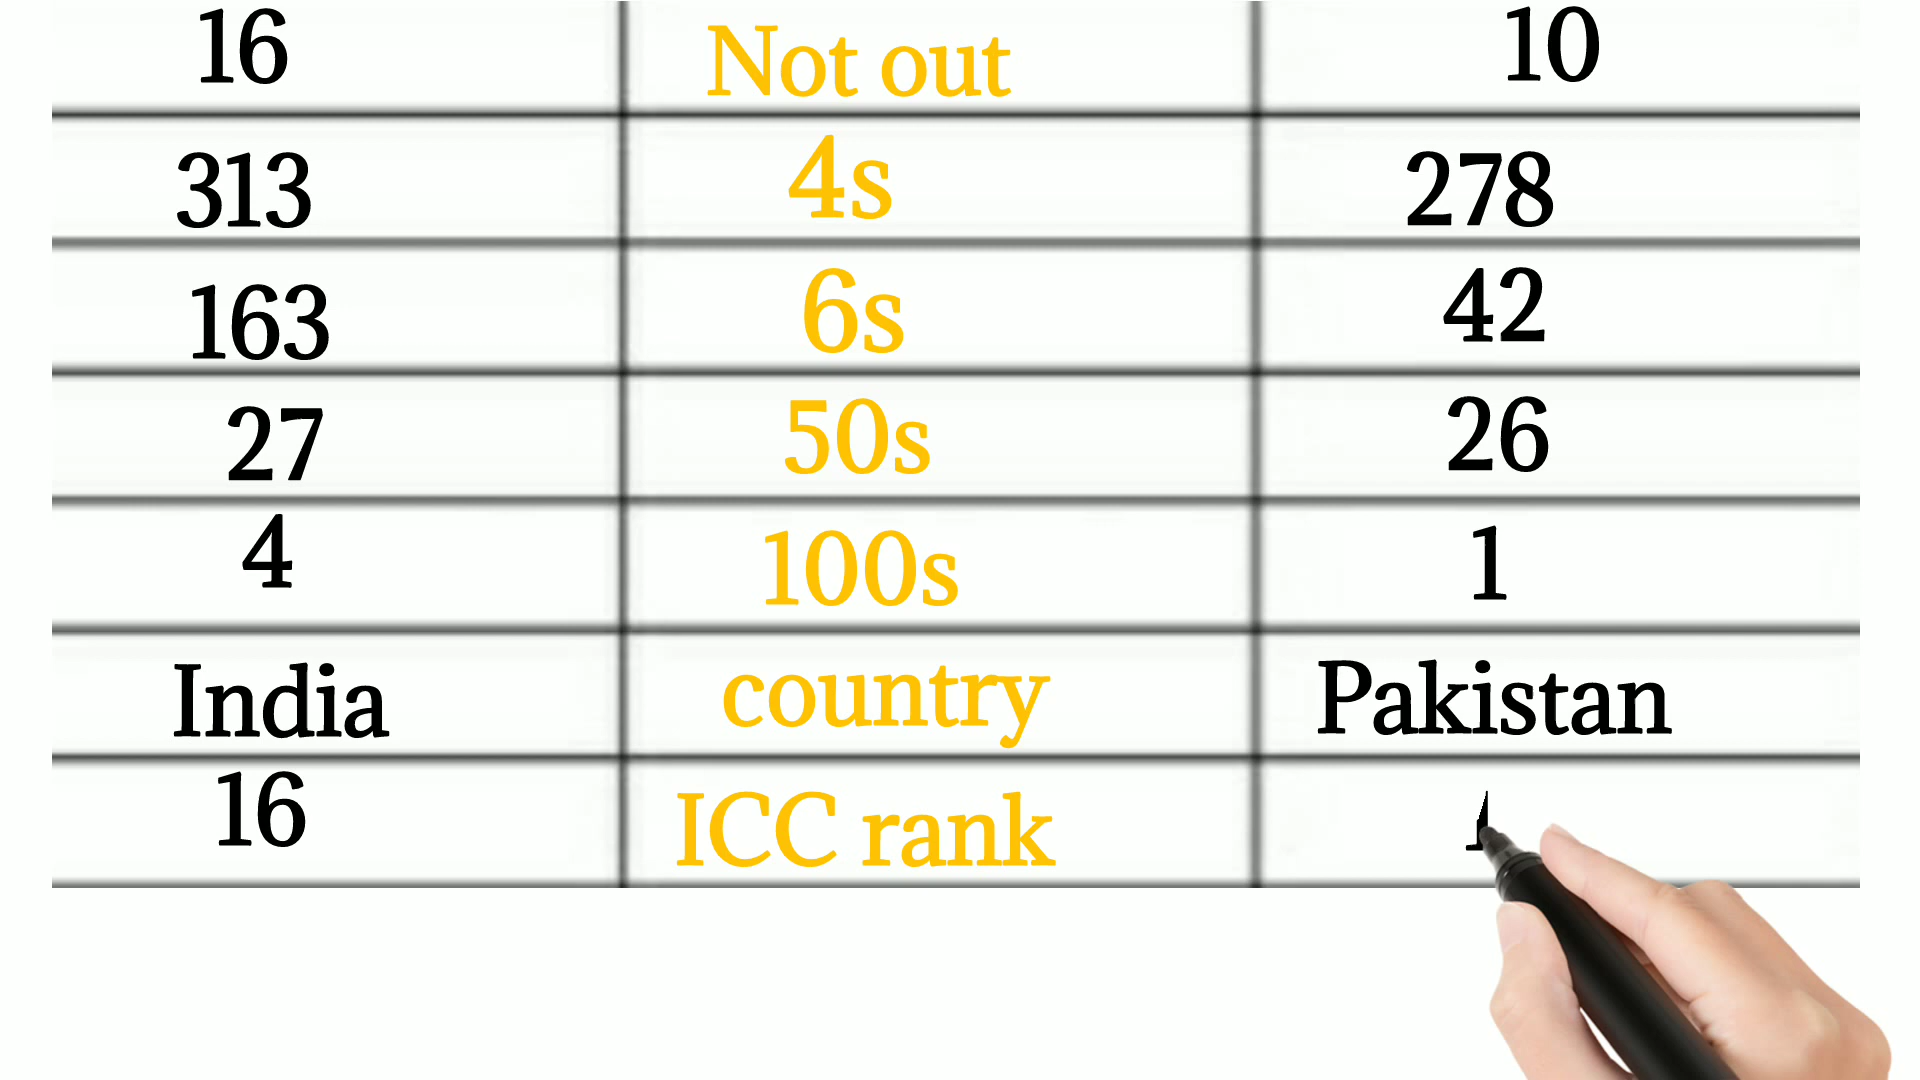 16 Not out 10
313 4s 278
163 6s 42
27 50s 26
4 100s 1
India country Pakistan
16 ICC rank